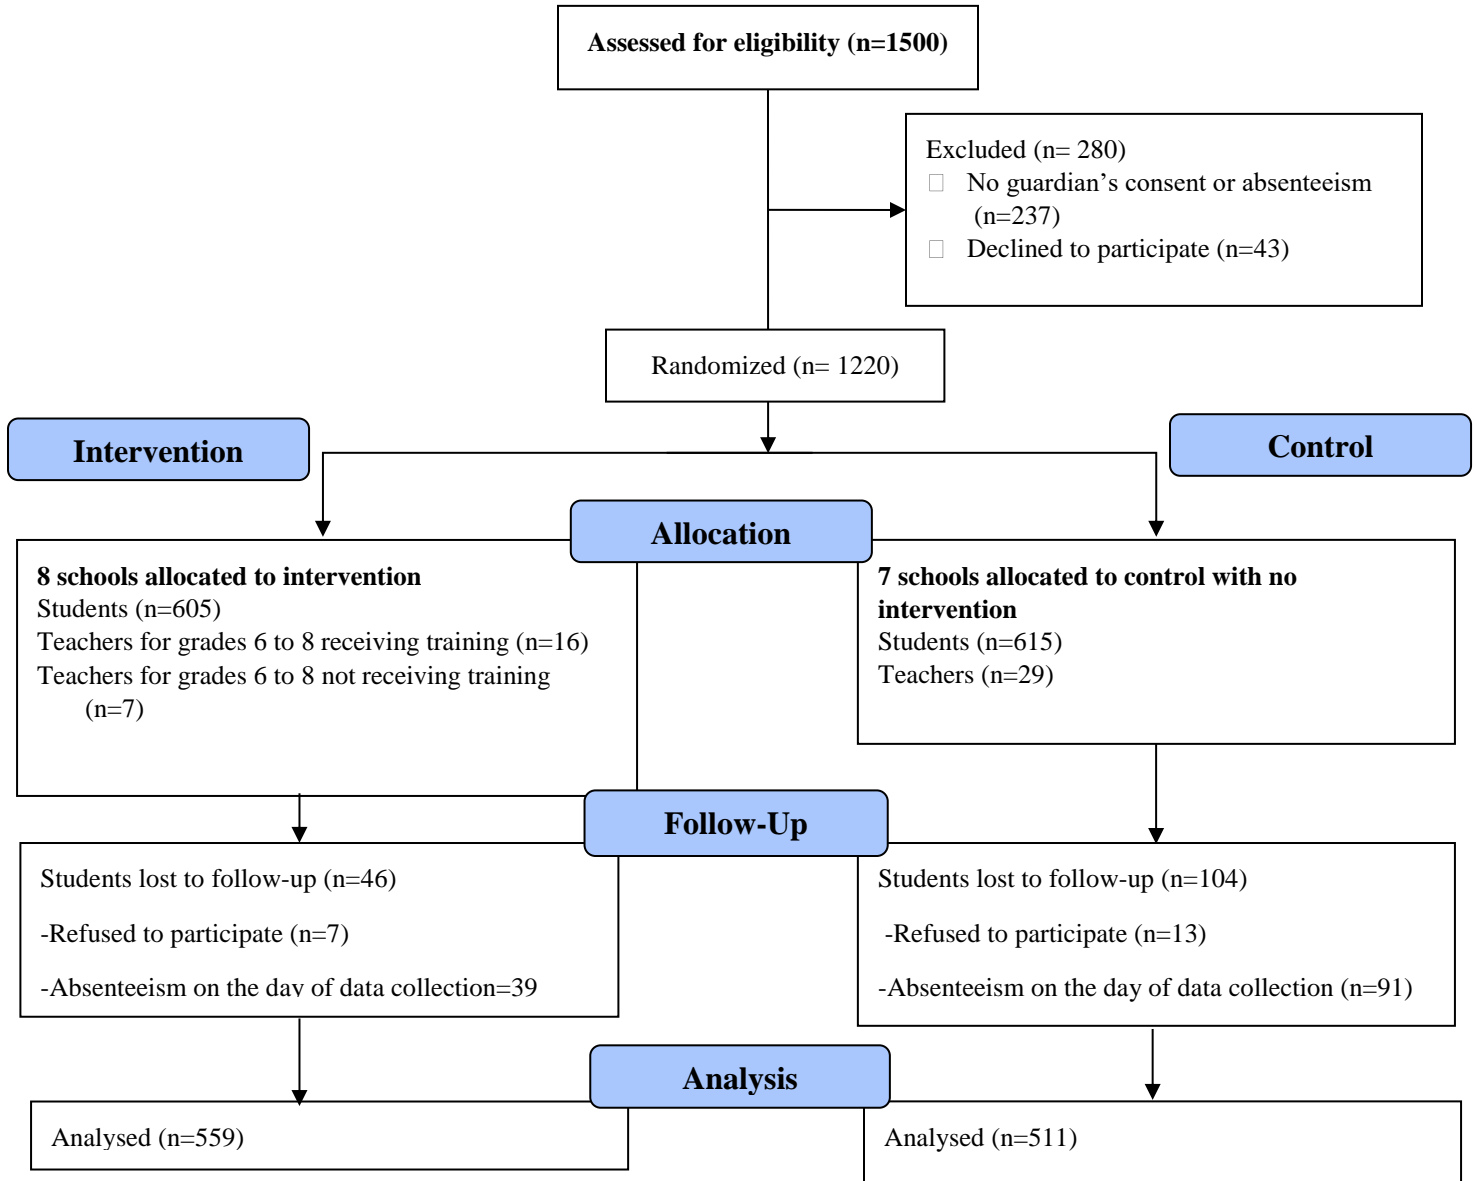 Assessed for eligibility (n=1500)
Excluded (n= 280)
No guardian’s consent or absenteeism
(n=237)
Declined to participate (n=43)
Randomized (n= 1220)
Intervention
Control
Allocation
8 schools allocated to intervention
Students (n=605)
Teachers for grades 6 to 8 receiving training (n=16)
Teachers for grades 6 to 8 not receiving training
(n=7)
7 schools allocated to control with no
intervention
Students (n=615)
Teachers (n=29)
Follow-Up
Students lost to follow-up (n=46)
-Refused to participate (n=7)
-Absenteeism on the day of data collection=39
Students lost to follow-up (n=104)
-Refused to participate (n=13)
-Absenteeism on the day of data collection (n=91)
Analysis
Analysed (n=559)
Analysed (n=511)